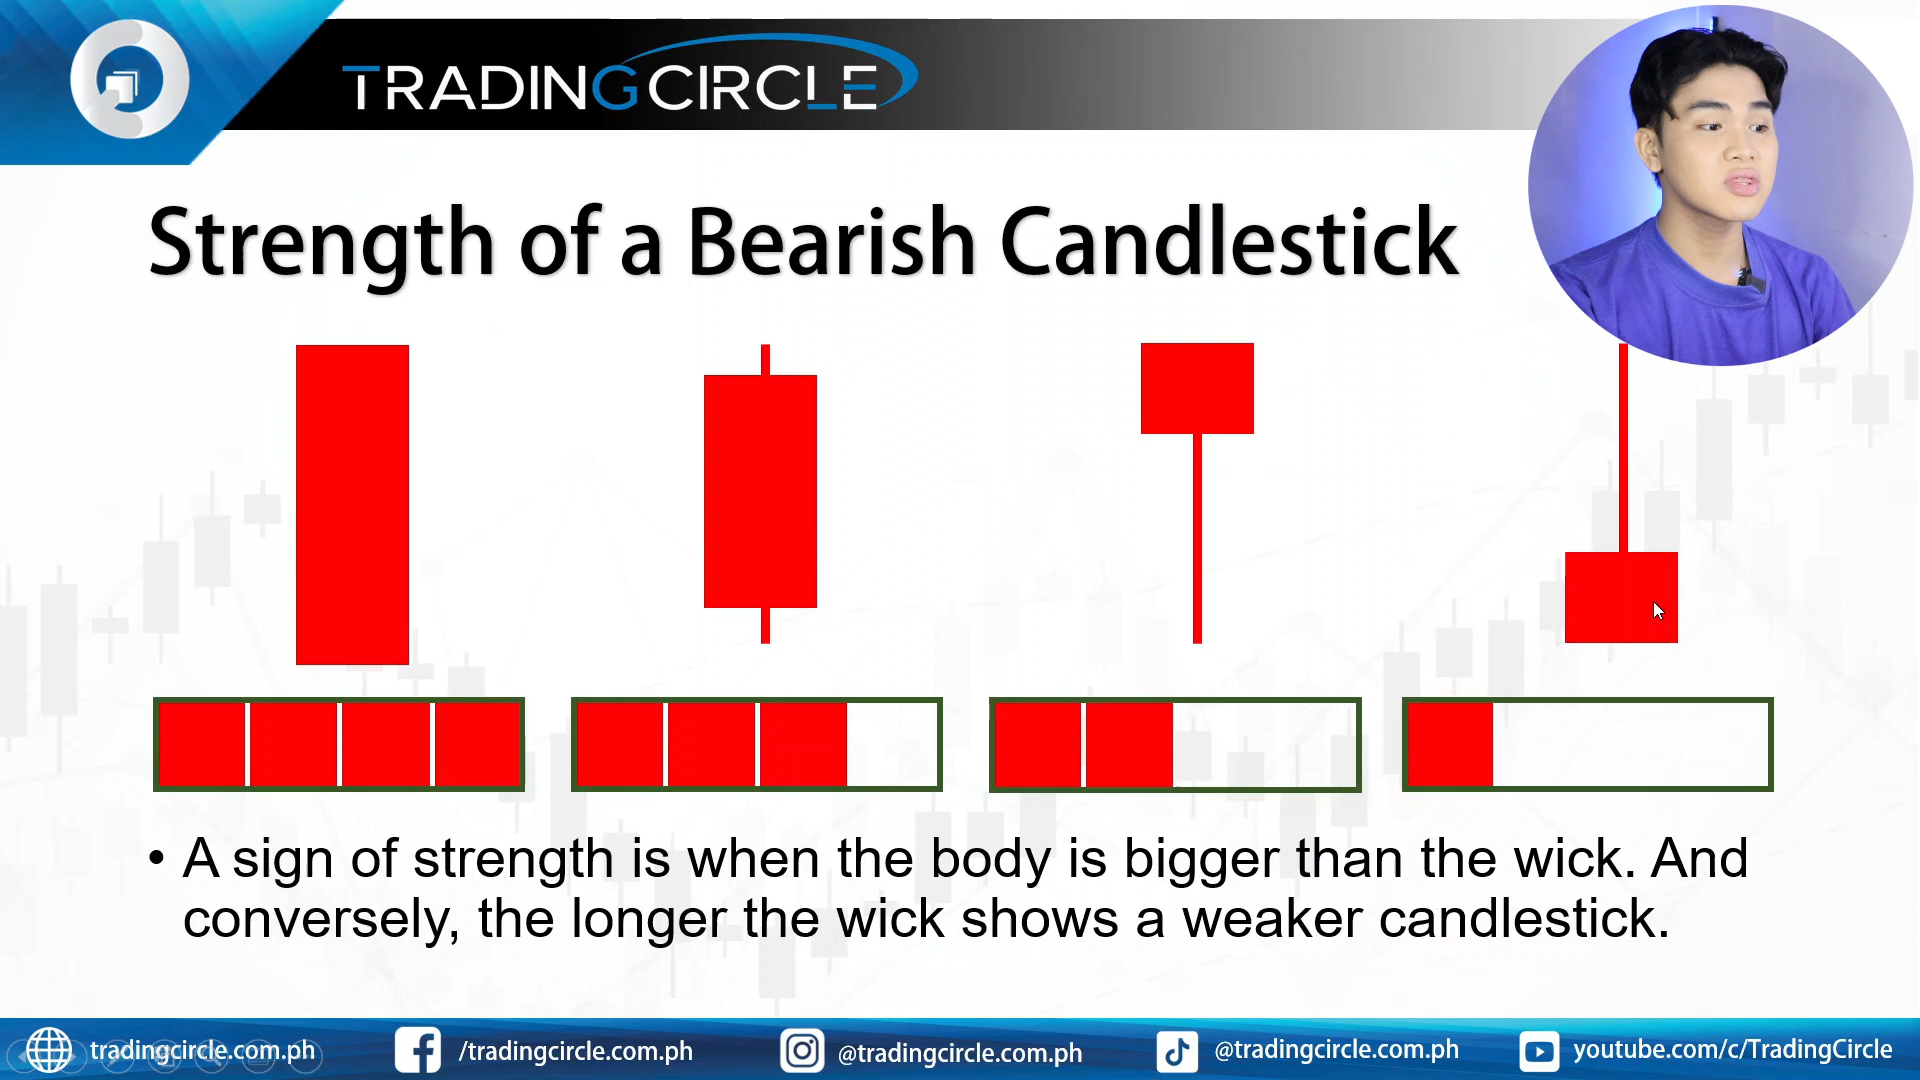 TRADINGCIRCLE
Strength of a Bearish Candlestick
• A sign of strength is when the body is bigger than the wick. And
conversely, the longer the wick shows a weaker candlestick.
tradingcircle.com.ph
/tradingcircle.com.ph
@tradingcircle.com.ph
@tradingcircle.com.ph
youtube.com/c/TradingCircle